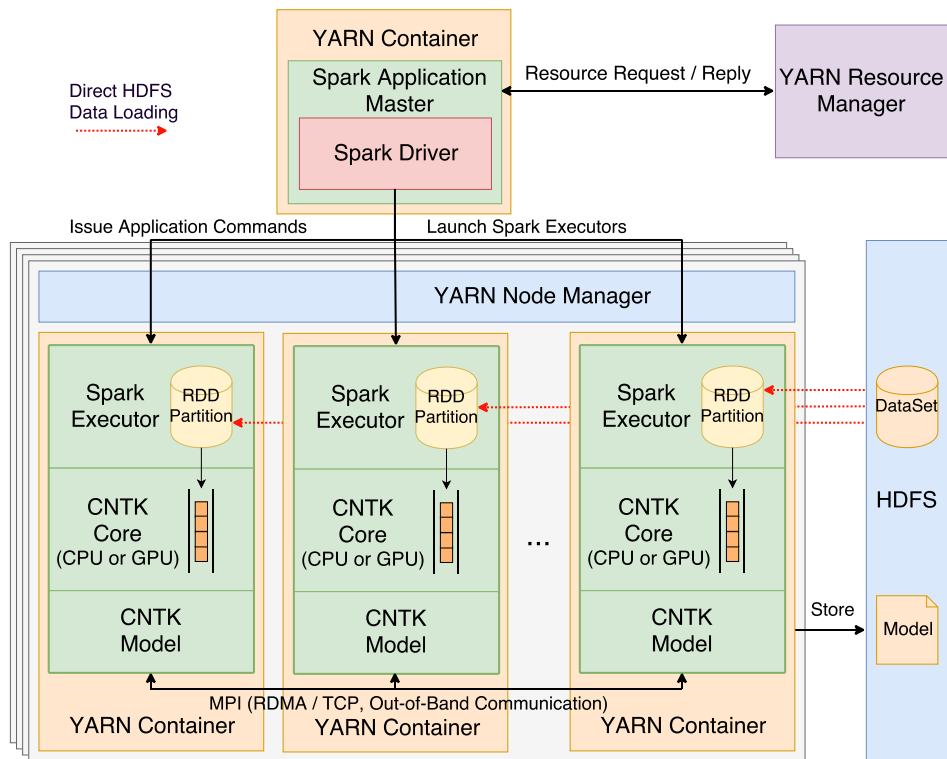 YARN Container
Spark Application
Master
Spark Driver
Resource Request / Reply
YARN Resource
Manager
Direct HDFS
Data Loading
Issue Application Commands
Launch Spark Executors
YARN Node Manager
Spark
Executor
RDD
Partition
CNTK
Core
(CPU or GPU)
CNTK
Model
YARN Container
Spark
Executor
RDD
Partition
CNTK
Core
(CPU or GPU)
CNTK
Model
YARN Container
...
Spark
Executor
RDD
Partition
CNTK
Core
(CPU or GPU)
CNTK
Model
YARN Container
MPI (RDMA / TCP, Out-of-Band Communication)
DataSet
HDFS
Store
Model